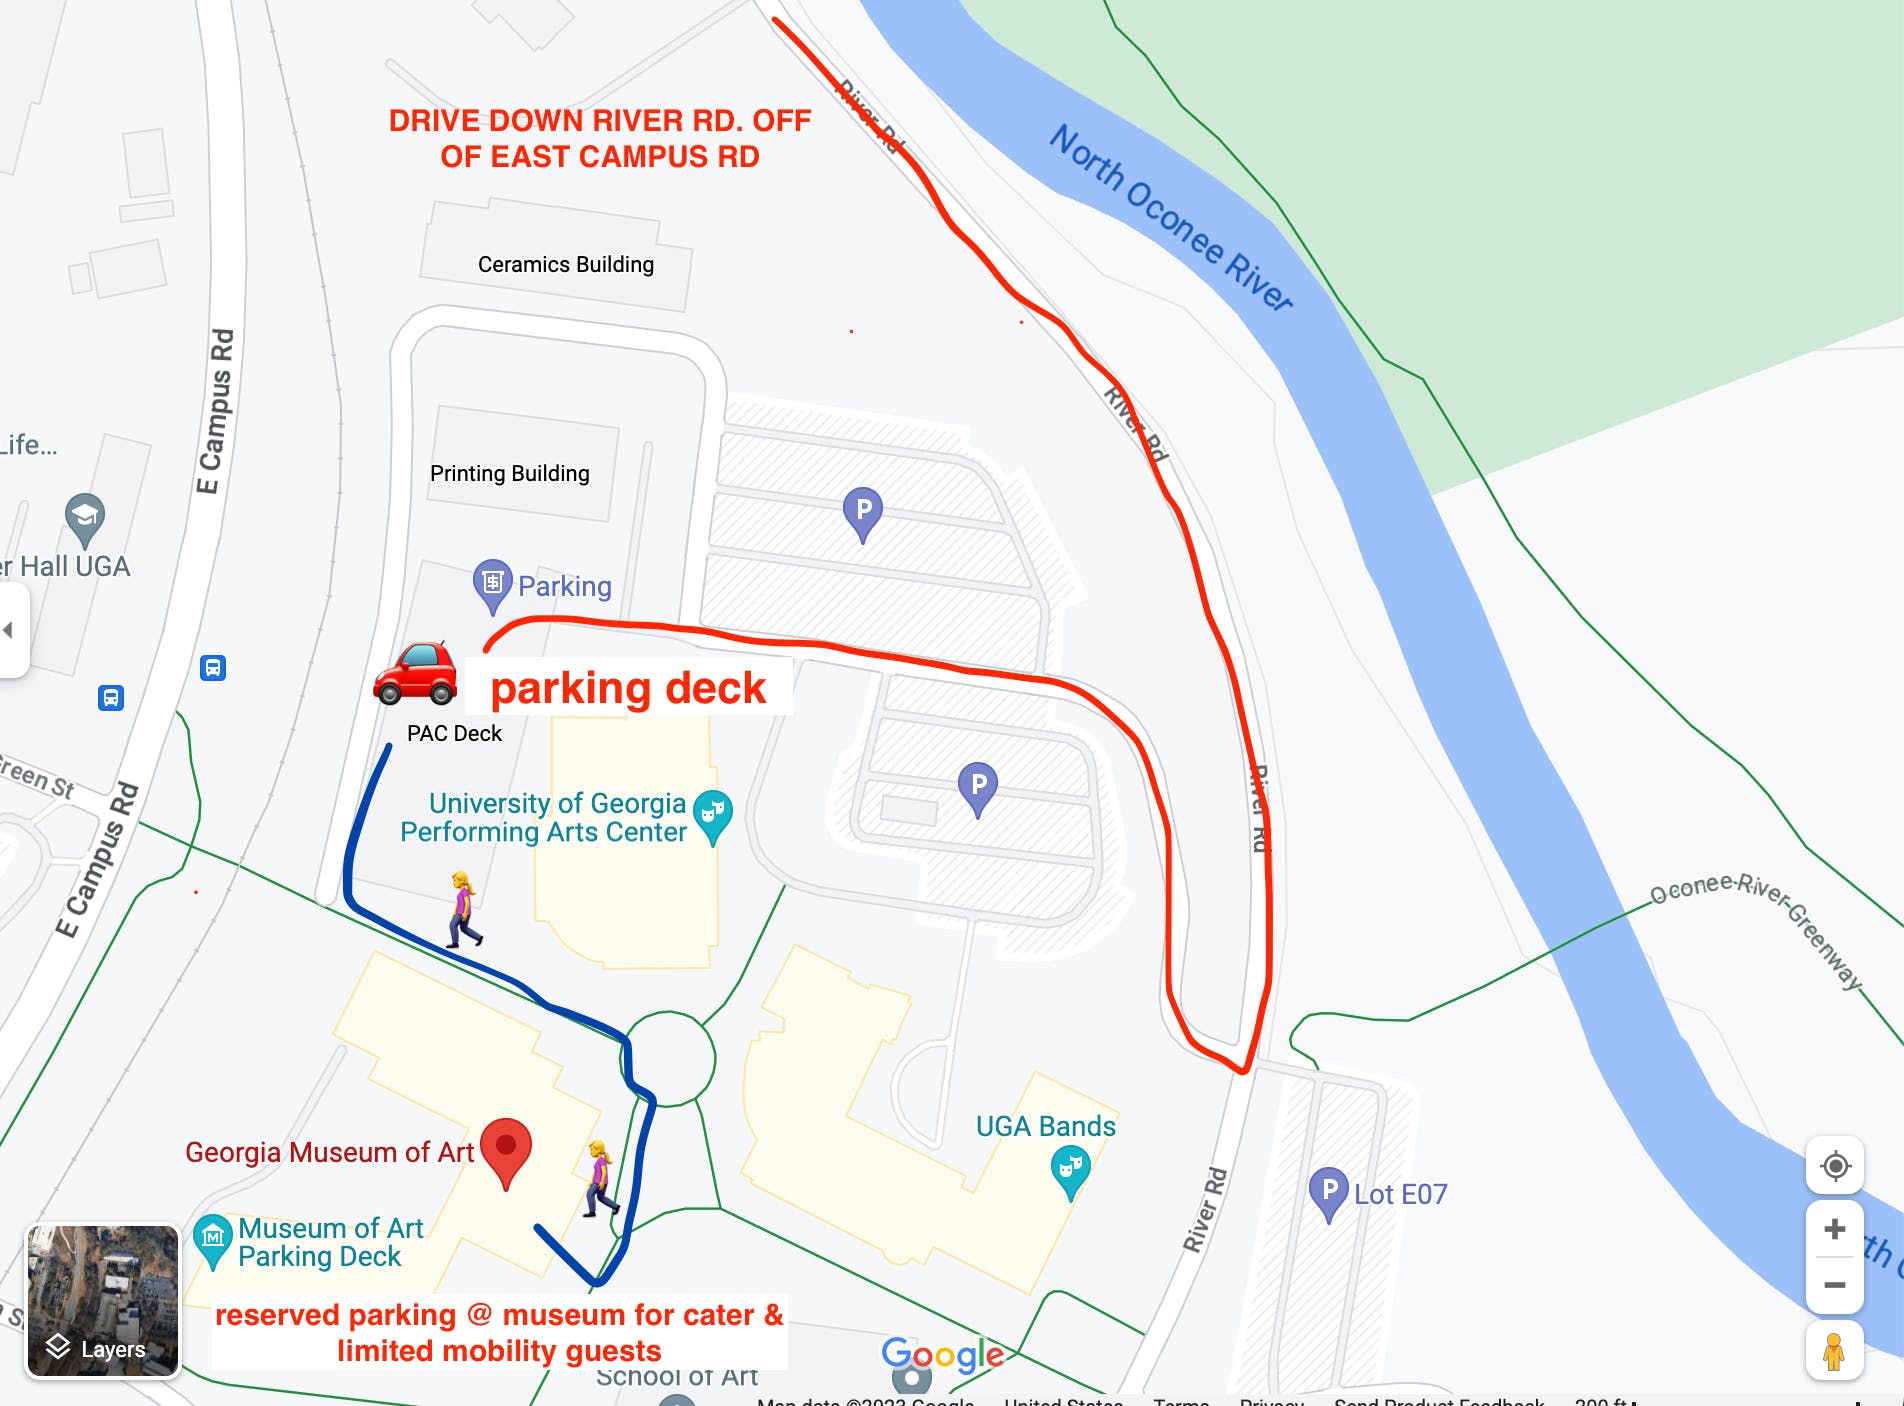 River Rd
DRIVE DOWN RIVER RD. OFF
OF EAST CAMPUS RD
North Oconee River
Ceramics Building
E Campus Rd
River Rd
Life...
Printing Building
P
er Hall UGA
Parking
parking deck
PAC Deck
Green St
P
University of Georgia
Performing Arts Center
River Rd
E Campus Rd
Oconee River Greenway
UGA Bands
Georgia Museum of Art
P Lot E07
River Rd
Museum of Art
Parking Deck
reserved parking @ museum for cater &
limited mobility guests
Layers
Google
School of Art
Map data ©2023 Google United States Terms Privacy Send Product Feedback 200 ft